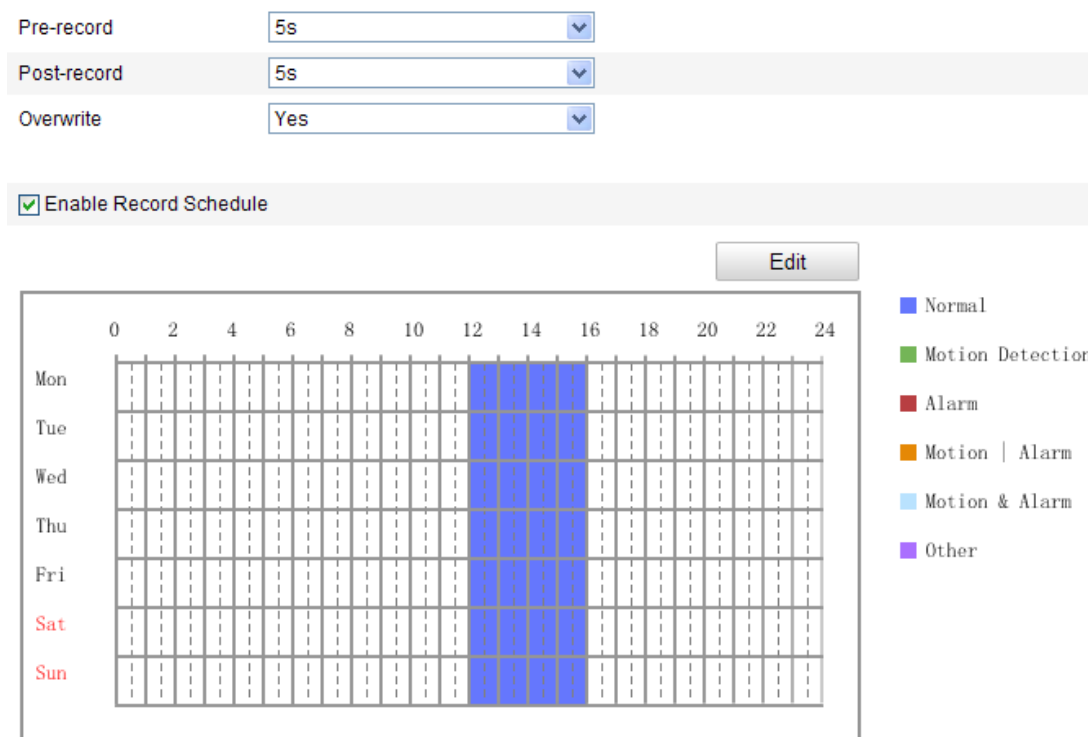 Pre-record 5s
Post-record 5s
Overwrite Yes
Enable Record Schedule
Edit
0 2 4 6 8 10 12 14 16 18 20 22 24
Mon
Tue
Wed
Thu
Fri
Sat
Sun
Normal
Motion Detection
Alarm
Motion | Alarm
Motion & Alarm
Other